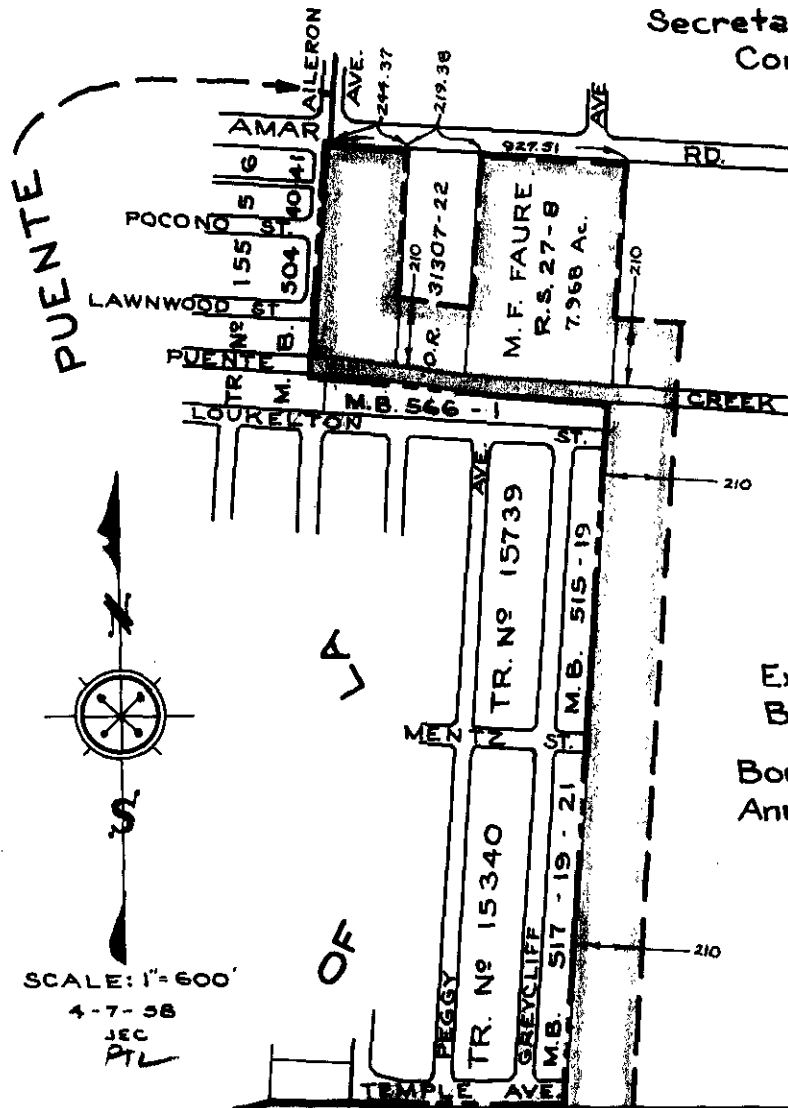 Secreta
Cor
AILERON
AVE.
244.37
219.38
AVE
AMAR
927.51
RD.
PUENTE
6
41
5
40
POCONO ST.
155
504
LAWNWOOD ST
TR. Nº
M. B.
210
O.R. 31307-22
M. F. FAURE
R.S. 27-8
7.968 Ac.
210
PUENTE
CREEK
M.B. 566 - 1
LOURELTON
ST.
AVE
210
TR. Nº 15739
M.B. 515-19
N
LA
MENTZ
ST.
Ex
B
Bou
Ann
S
TR. Nº 15340
M.B. 517 - 19 - 21
OF
210
PEGGY
GREYCLIFF
SCALE: 1"=600'
4-7-58
JEC
PTL
TEMPLE AVE.